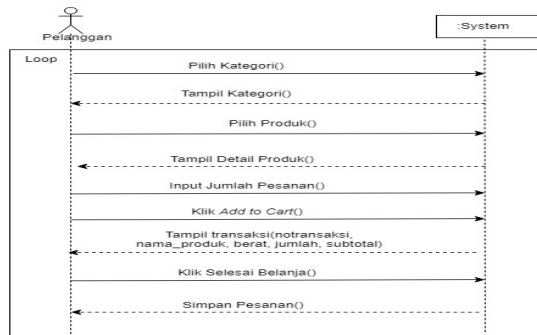 Pelanggan
:System
Loop
Pilih Kategori()
Tampil Kategori()
Pilih Produk()
Tampil Detail Produk()
Input Jumlah Pesanan()
Klik Add to Cart()
Tampil transaksi(notransaksi,
nama_produk, berat, jumlah, subtotal)
Klik Selesai Belanja()
Simpan Pesanan()